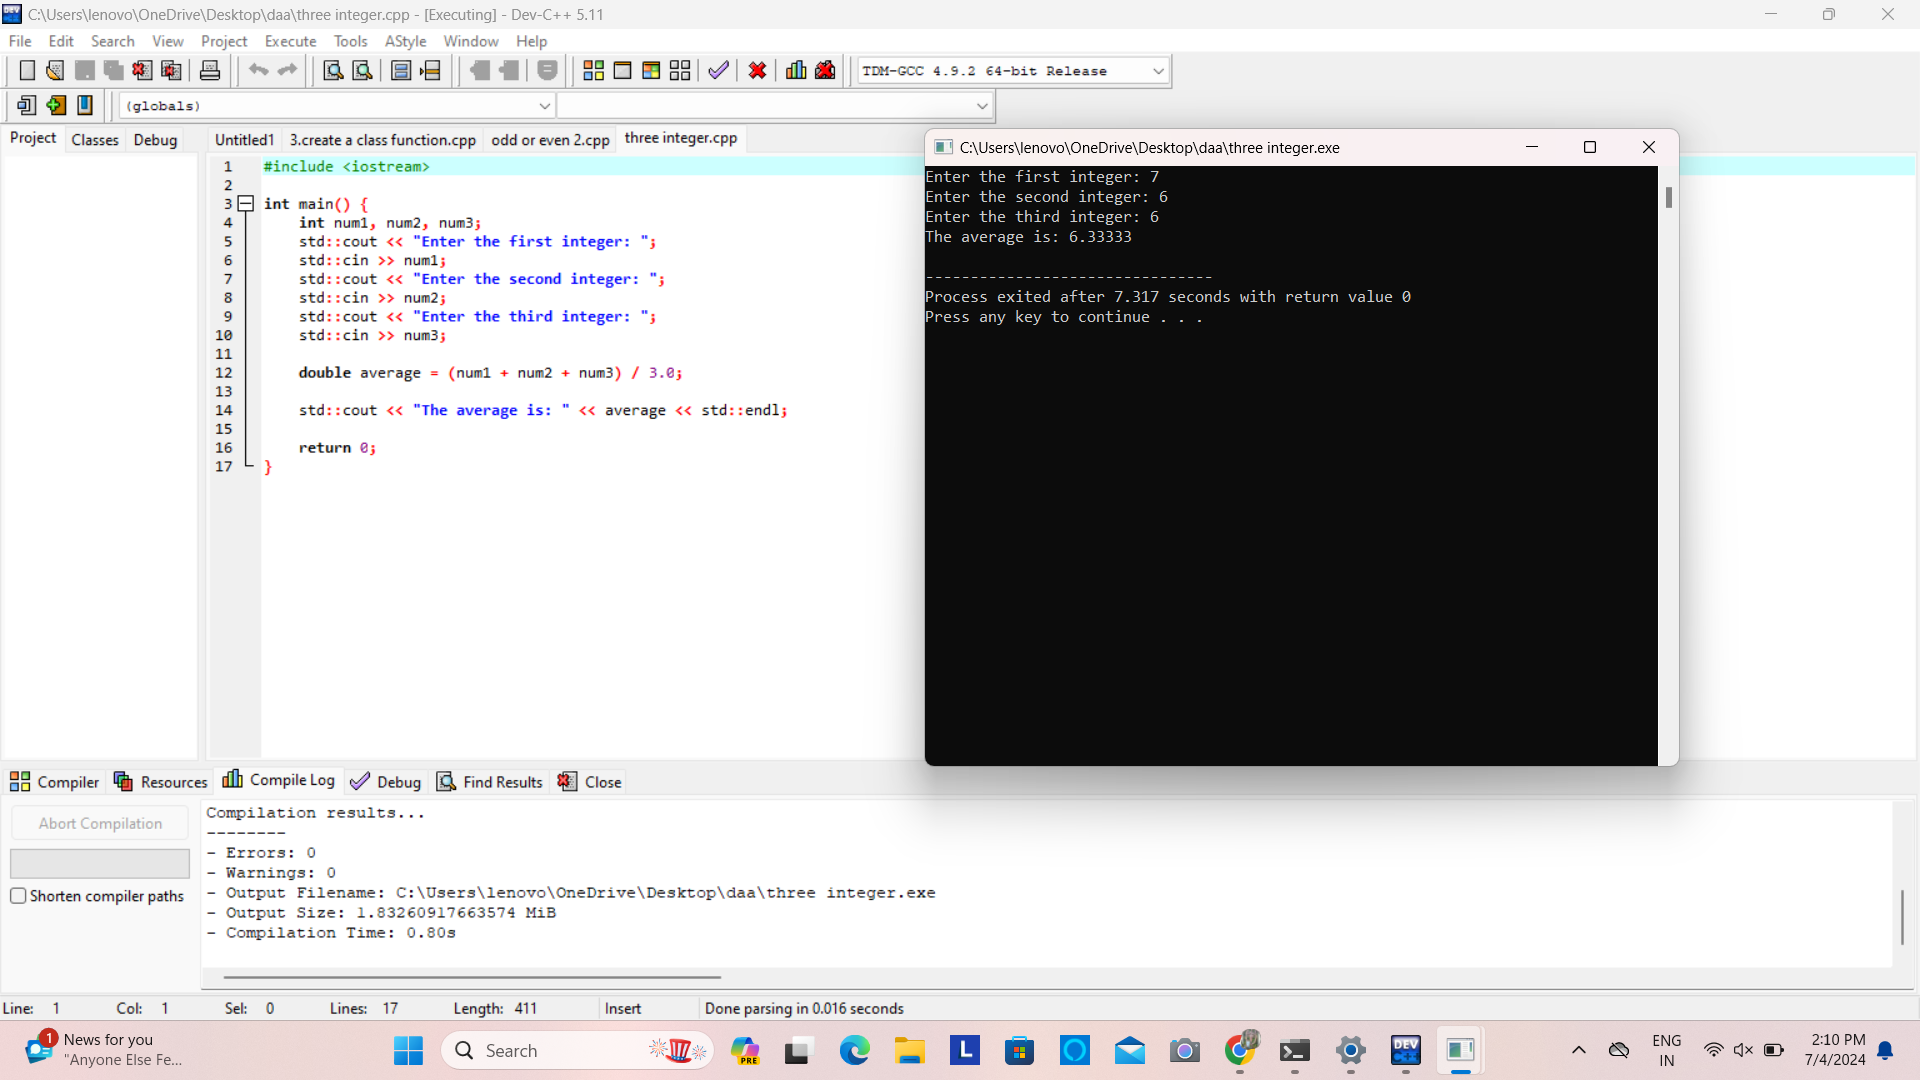 C:\Users\lenovo\OneDrive\Desktop\daa\three integer.cpp - [Executing] - Dev-C++ 5.11
File Edit Search View Project Execute Tools AStyle Window Help
TDM-GCC 4.9.2 64-bit Release
(globals)
Project Classes Debug
Untitled1 3.create a class function.cpp odd or even 2.cpp three integer.cpp
1 #include <iostream>
2
3 int main() {
4 int num1, num2, num3;
5 std::cout << "Enter the first integer: ";
6 std::cin >> num1;
7 std::cout << "Enter the second integer: ";
8 std::cin >> num2;
9 std::cout << "Enter the third integer: ";
10 std::cin >> num3;
11
12 double average = (num1 + num2 + num3) / 3.0;
13
14 std::cout << "The average is: " << average << std::endl;
15
16 return 0;
17 }
C:\Users\lenovo\OneDrive\Desktop\daa\three integer.exe
Enter the first integer: 7
Enter the second integer: 6
Enter the third integer: 6
The average is: 6.33333
--------------------------------
Process exited after 7.317 seconds with return value 0
Press any key to continue . . .
Compiler Resources Compile Log Debug Find Results Close
Abort Compilation
Shorten compiler paths
Compilation results...
--------
- Errors: 0
- Warnings: 0
- Output Filename: C:\Users\lenovo\OneDrive\Desktop\daa\three integer.exe
- Output Size: 1.83260917663574 MiB
- Compilation Time: 0.80s
Line: 1 Col: 1 Sel: 0 Lines: 17 Length: 411 Insert Done parsing in 0.016 seconds
1
News for you
"Anyone Else Fe...
Search
PRE
L
DEV
ENG
IN
2:10 PM
7/4/2024